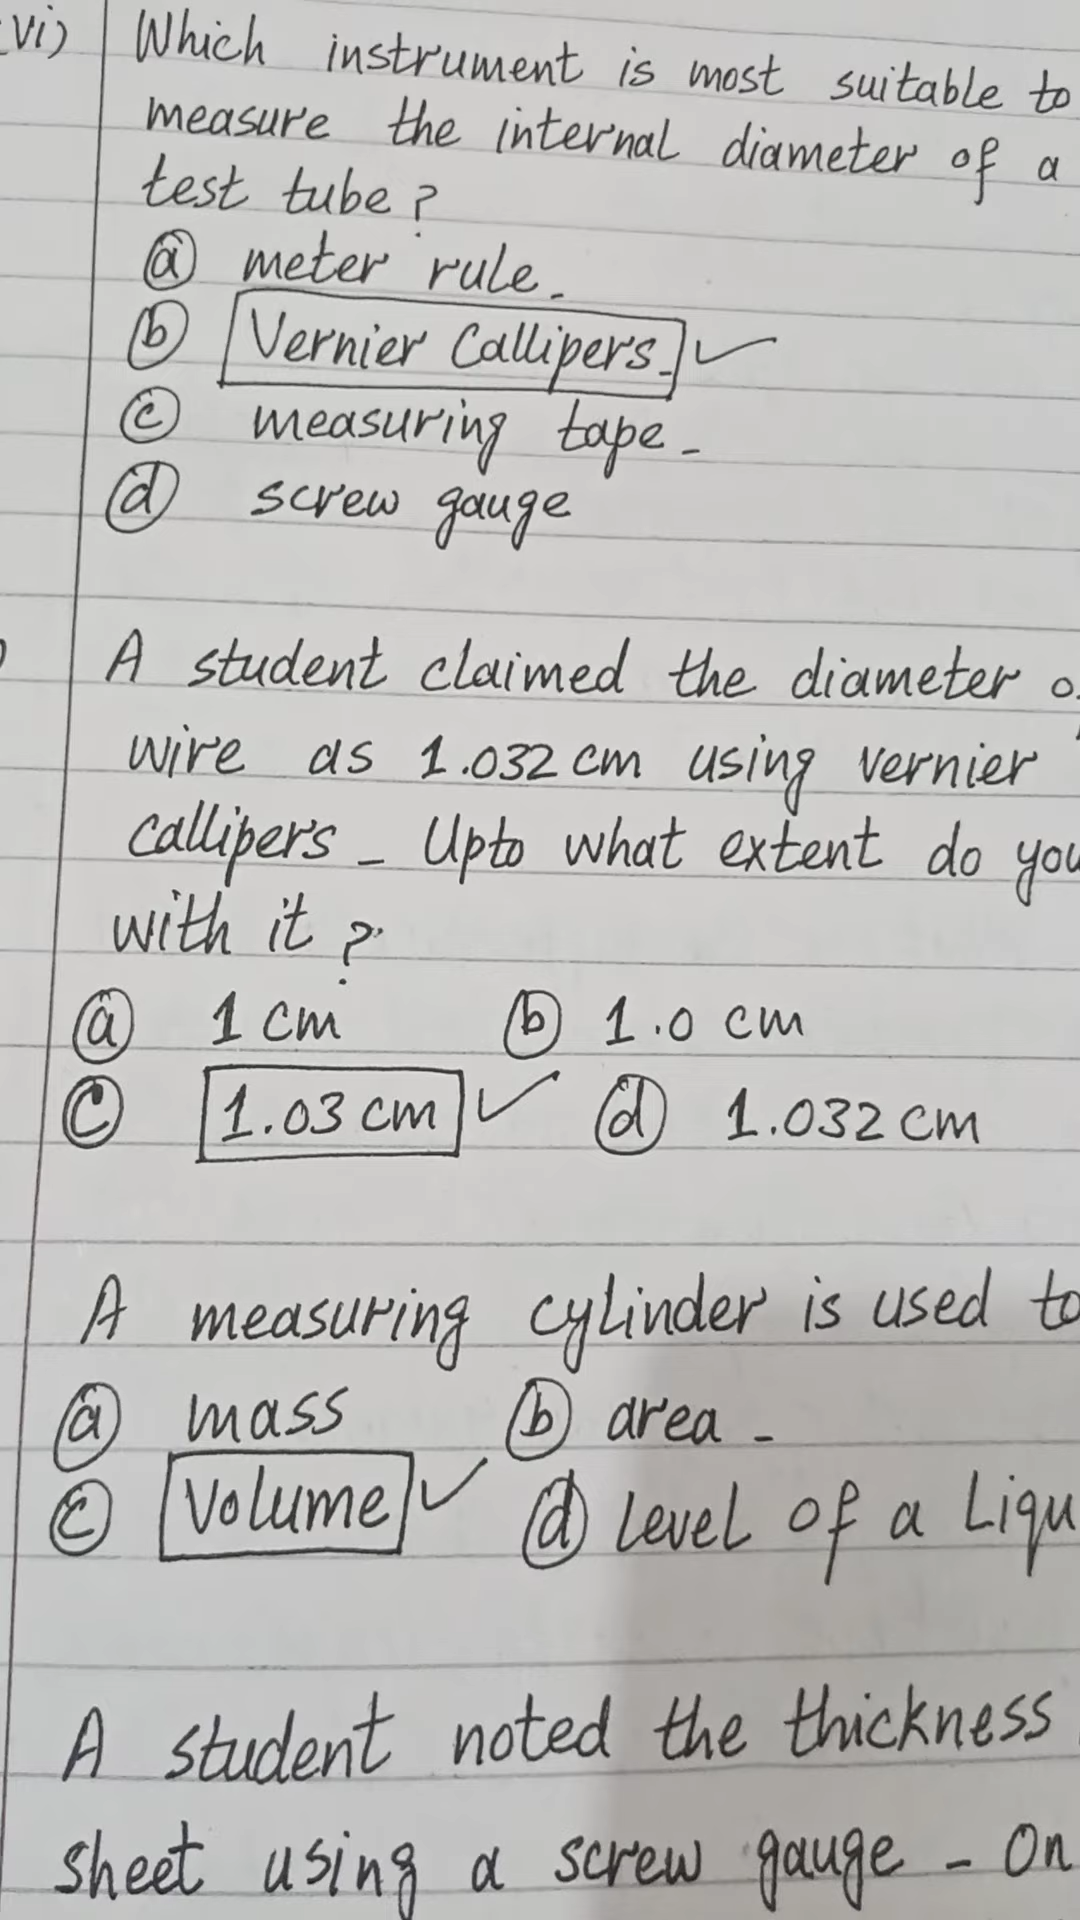 vi) Which instrument is most suitable to
measure the internal diameter of a
test tube?
ⓐ meter rule.
ⓑ Vernier Callipers.
ⓒ measuring tape.
ⓓ screw gauge
A student claimed the diameter
wire as 1.032 cm using vernier
callipers. Upto what extent do you
with it?
ⓐ 1 cm ⓑ 1.0 cm
ⓒ 1.03 cm ⓓ 1.032 cm
A measuring cylinder is used to
ⓐ mass ⓑ area.
ⓒ Volume ⓓ level of a Liqu
A student noted the thickness
sheet using a screw gauge. On